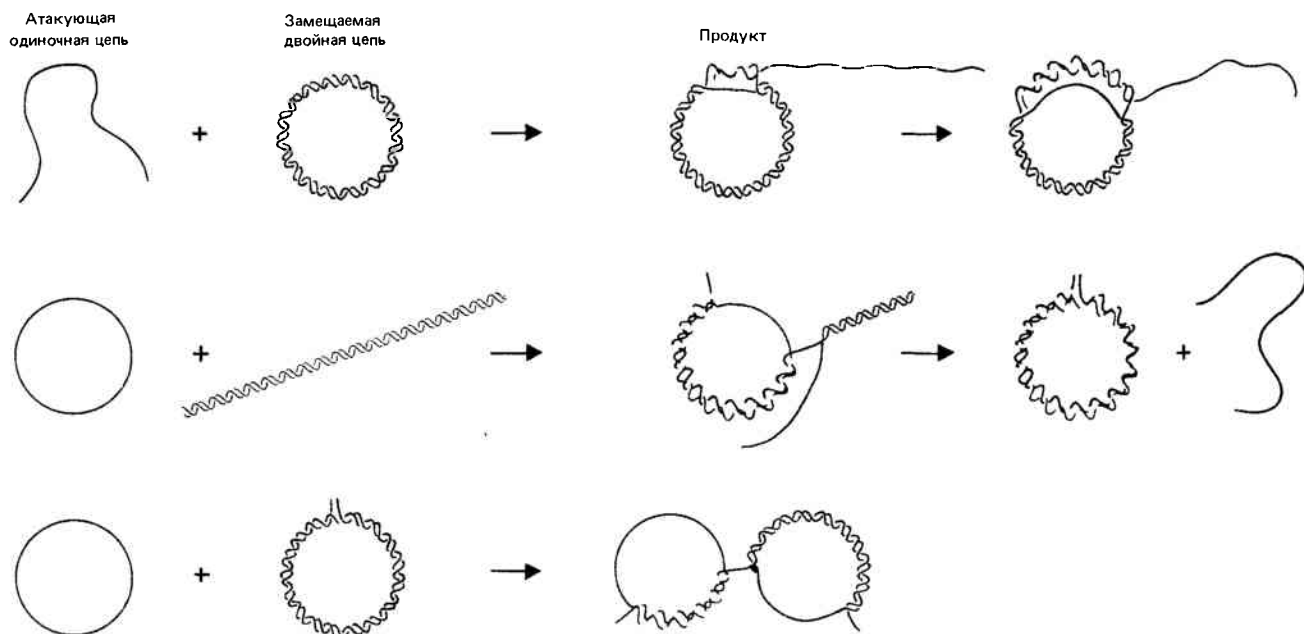 Атакующая
одиночная цепь
Замещаемая
двойная цепь
Продукт
+
+
+
+